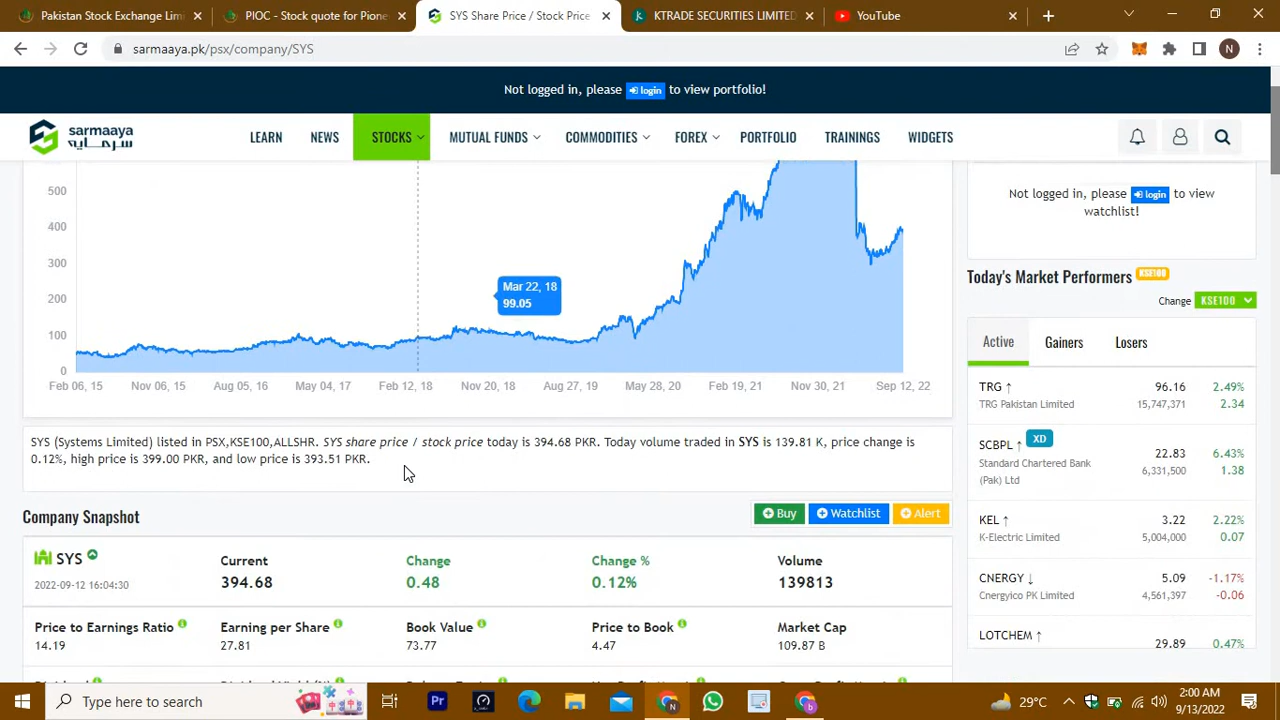 Pakistan Stock Exchange Limi
PIOC - Stock quote for Pione
SYS Share Price / Stock Price
KTRADE SECURITIES LIMITED
YouTube
sarmaaya.pk/psx/company/SYS
N
Not logged in, please login to view portfolio!
sarmaaya
سرمایہ
LEARN
NEWS
STOCKS
MUTUAL FUNDS
COMMODITIES
FOREX
PORTFOLIO
TRAININGS
WIDGETS
500
400
300
200
100
0
Mar 22, 18
99.05
Feb 06, 15
Nov 06, 15
Aug 05, 16
May 04, 17
Feb 12, 18
Nov 20, 18
Aug 27, 19
May 28, 20
Feb 19, 21
Nov 30, 21
Sep 12, 22
Not logged in, please login to view
watchlist!
Today's Market Performers KSE100
Change KSE100
Active
Gainers
Losers
TRG ↑ 96.16 2.49%
TRG Pakistan Limited 15,747,371 2.34
SCBPL ↑ XD 22.83 6.43%
Standard Chartered Bank 6,331,500 1.38
(Pak) Ltd
KEL ↑ 3.22 2.22%
K-Electric Limited 5,004,000 0.07
CNERGY ↓ 5.09 -1.17%
Cnergyico PK Limited 4,561,397 -0.06
LOTCHEM ↑ 29.89 0.47%
SYS (Systems Limited) listed in PSX,KSE100,ALLSHR. SYS share price / stock price today is 394.68 PKR. Today volume traded in SYS is 139.81 K, price change is
0.12%, high price is 399.00 PKR, and low price is 393.51 PKR.
Company Snapshot
Buy
Watchlist
Alert
SYS
2022-09-12 16:04:30
Current
394.68
Change
0.48
Change %
0.12%
Volume
139813
Price to Earnings Ratio
14.19
Earning per Share
27.81
Book Value
73.77
Price to Book
4.47
Market Cap
109.87 B
Type here to search
Pr
29°C
2:00 AM
9/13/2022